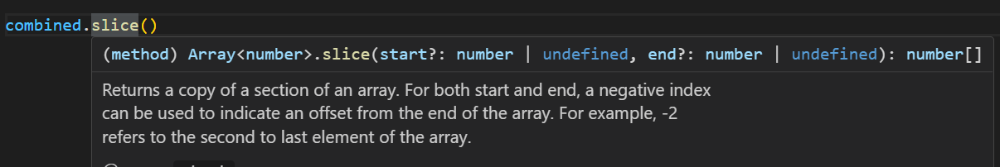 combined.slice()
(method) Array<number>.slice(start?: number | undefined, end?: number | undefined): number[]
Returns a copy of a section of an array. For both start and end, a negative index
can be used to indicate an offset from the end of the array. For example, -2
refers to the second to last element of the array.